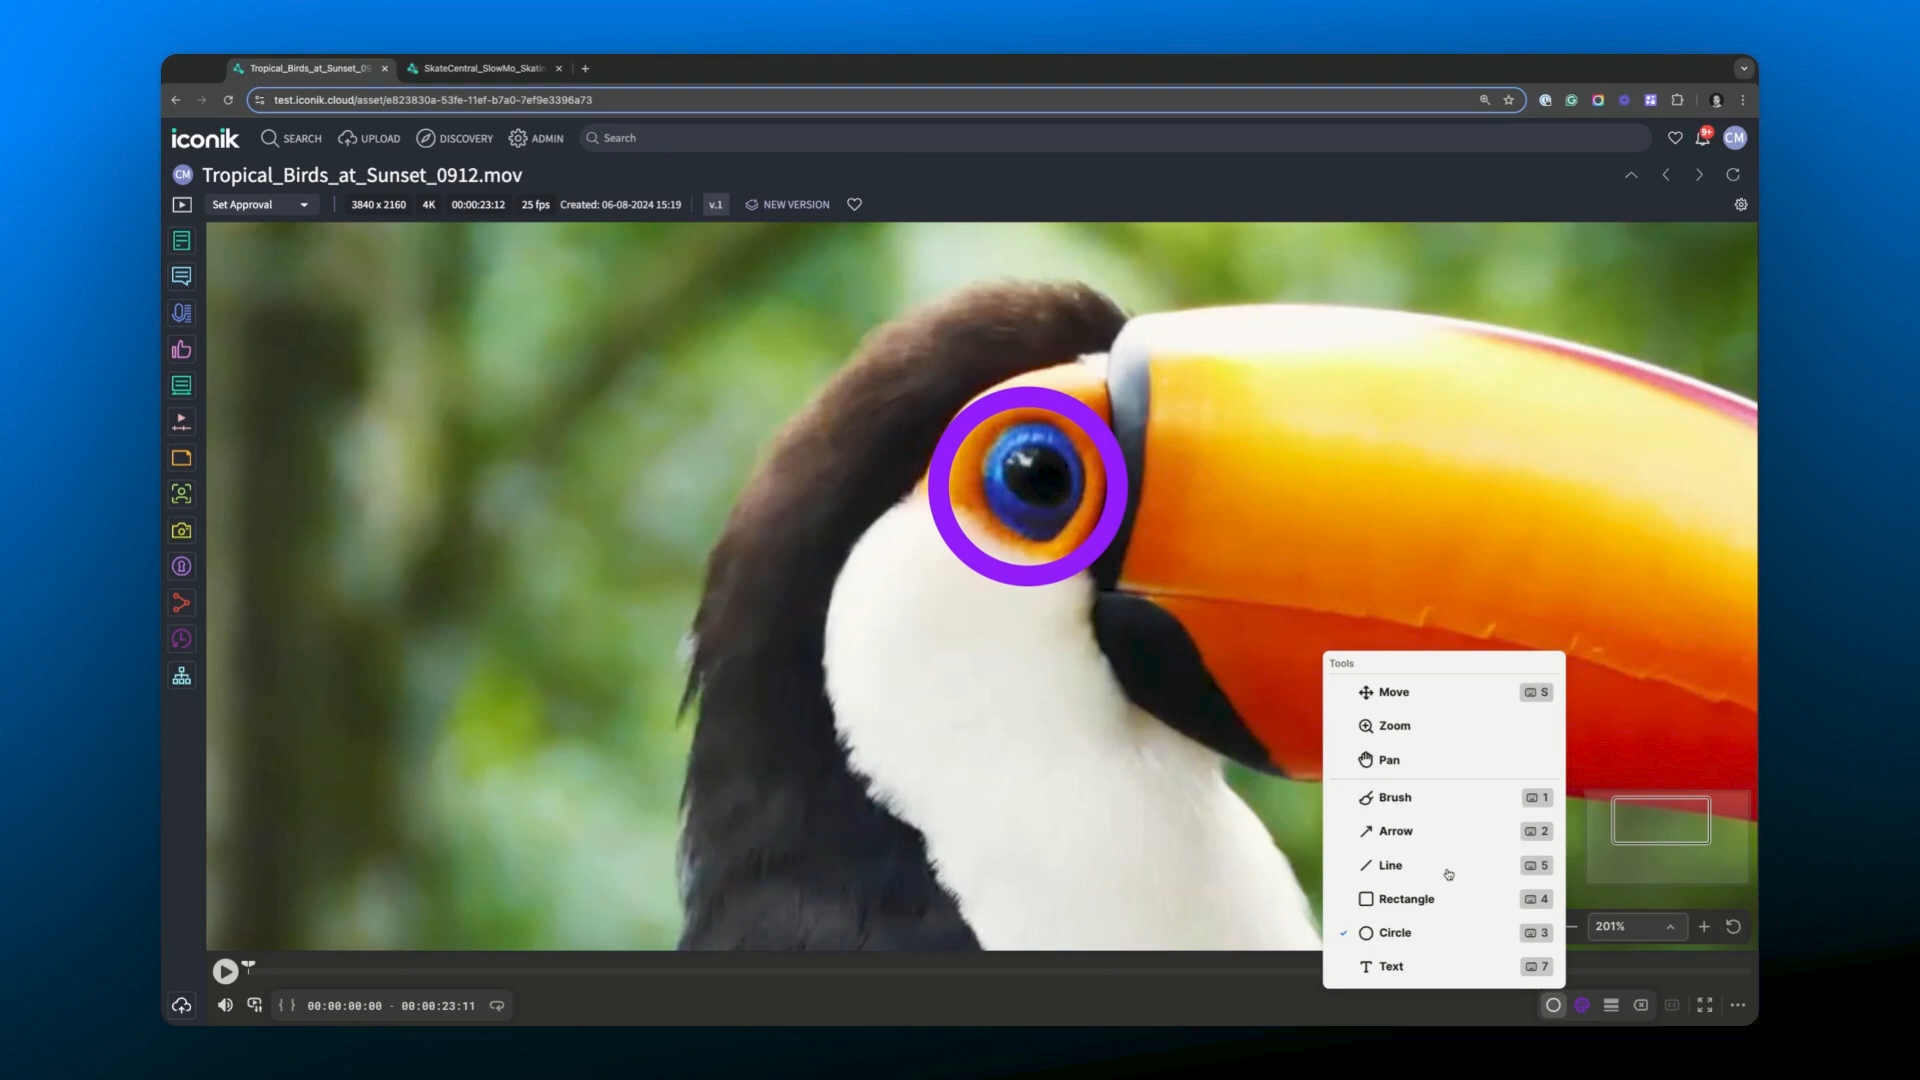 Tropical_Birds_at_Sunset_09
SkateCentral_SlowMo_Skatin
test.iconik.cloud/asset/e823830a-53fe-11ef-b7a0-7ef9e3396a73
iconik
SEARCH
UPLOAD
DISCOVERY
ADMIN
Search
9+
CM
CM
Tropical_Birds_at_Sunset_0912.mov
Set Approval
3840 x 2160
4K
00:00:23:12
25 fps
Created: 06-08-2024 15:19
v.1
NEW VERSION
Tools
Move
S
Zoom
Pan
Brush
1
Arrow
2
Line
5
Rectangle
4
Circle
3
Text
7
201%
00:00:00:00 - 00:00:23:11